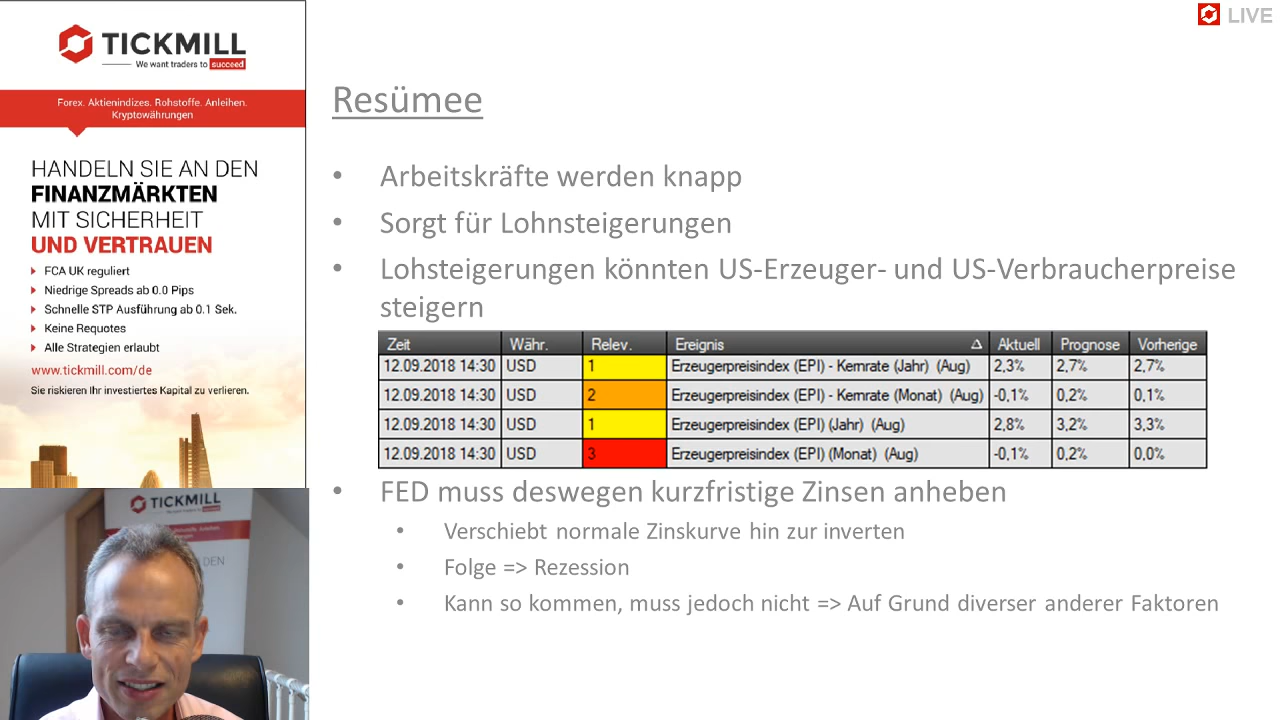 TICKMILL
We want traders to succeed
Forex. Aktienindizes. Rohstoffe. Anleihen.
Kryptowährungen
HANDELN SIE AN DEN
FINANZMÄRKTEN
MIT SICHERHEIT
UND VERTRAUEN
FCA UK reguliert
Niedrige Spreads ab 0.0 Pips
Schnelle STP Ausführung ab 0.1 Sek.
Keine Requotes
Alle Strategien erlaubt
www.tickmill.com/de
Sie riskieren Ihr investiertes Kapital zu verlieren.
LIVE
Resümee
• Arbeitskräfte werden knapp
• Sorgt für Lohnsteigerungen
• Lohsteigerungen könnten US-Erzeuger- und US-Verbraucherpreise
steigern
Zeit Währ. Relev. Ereignis Δ Aktuell Prognose Vorherige
12.09.2018 14:30 USD 1 Erzeugerpreisindex (EPI) - Kernrate (Jahr) (Aug) 2,3% 2,7% 2,7%
12.09.2018 14:30 USD 2 Erzeugerpreisindex (EPI) - Kernrate (Monat) (Aug) -0,1% 0,2% 0,1%
12.09.2018 14:30 USD 1 Erzeugerpreisindex (EPI) (Jahr) (Aug) 2,8% 3,2% 3,3%
12.09.2018 14:30 USD 3 Erzeugerpreisindex (EPI) (Monat) (Aug) -0,1% 0,2% 0,0%
• FED muss deswegen kurzfristige Zinsen anheben
• Verschiebt normale Zinskurve hin zur inverten
• Folge => Rezession
• Kann so kommen, muss jedoch nicht => Auf Grund diverser anderer Faktoren
TICKMILL
DEN